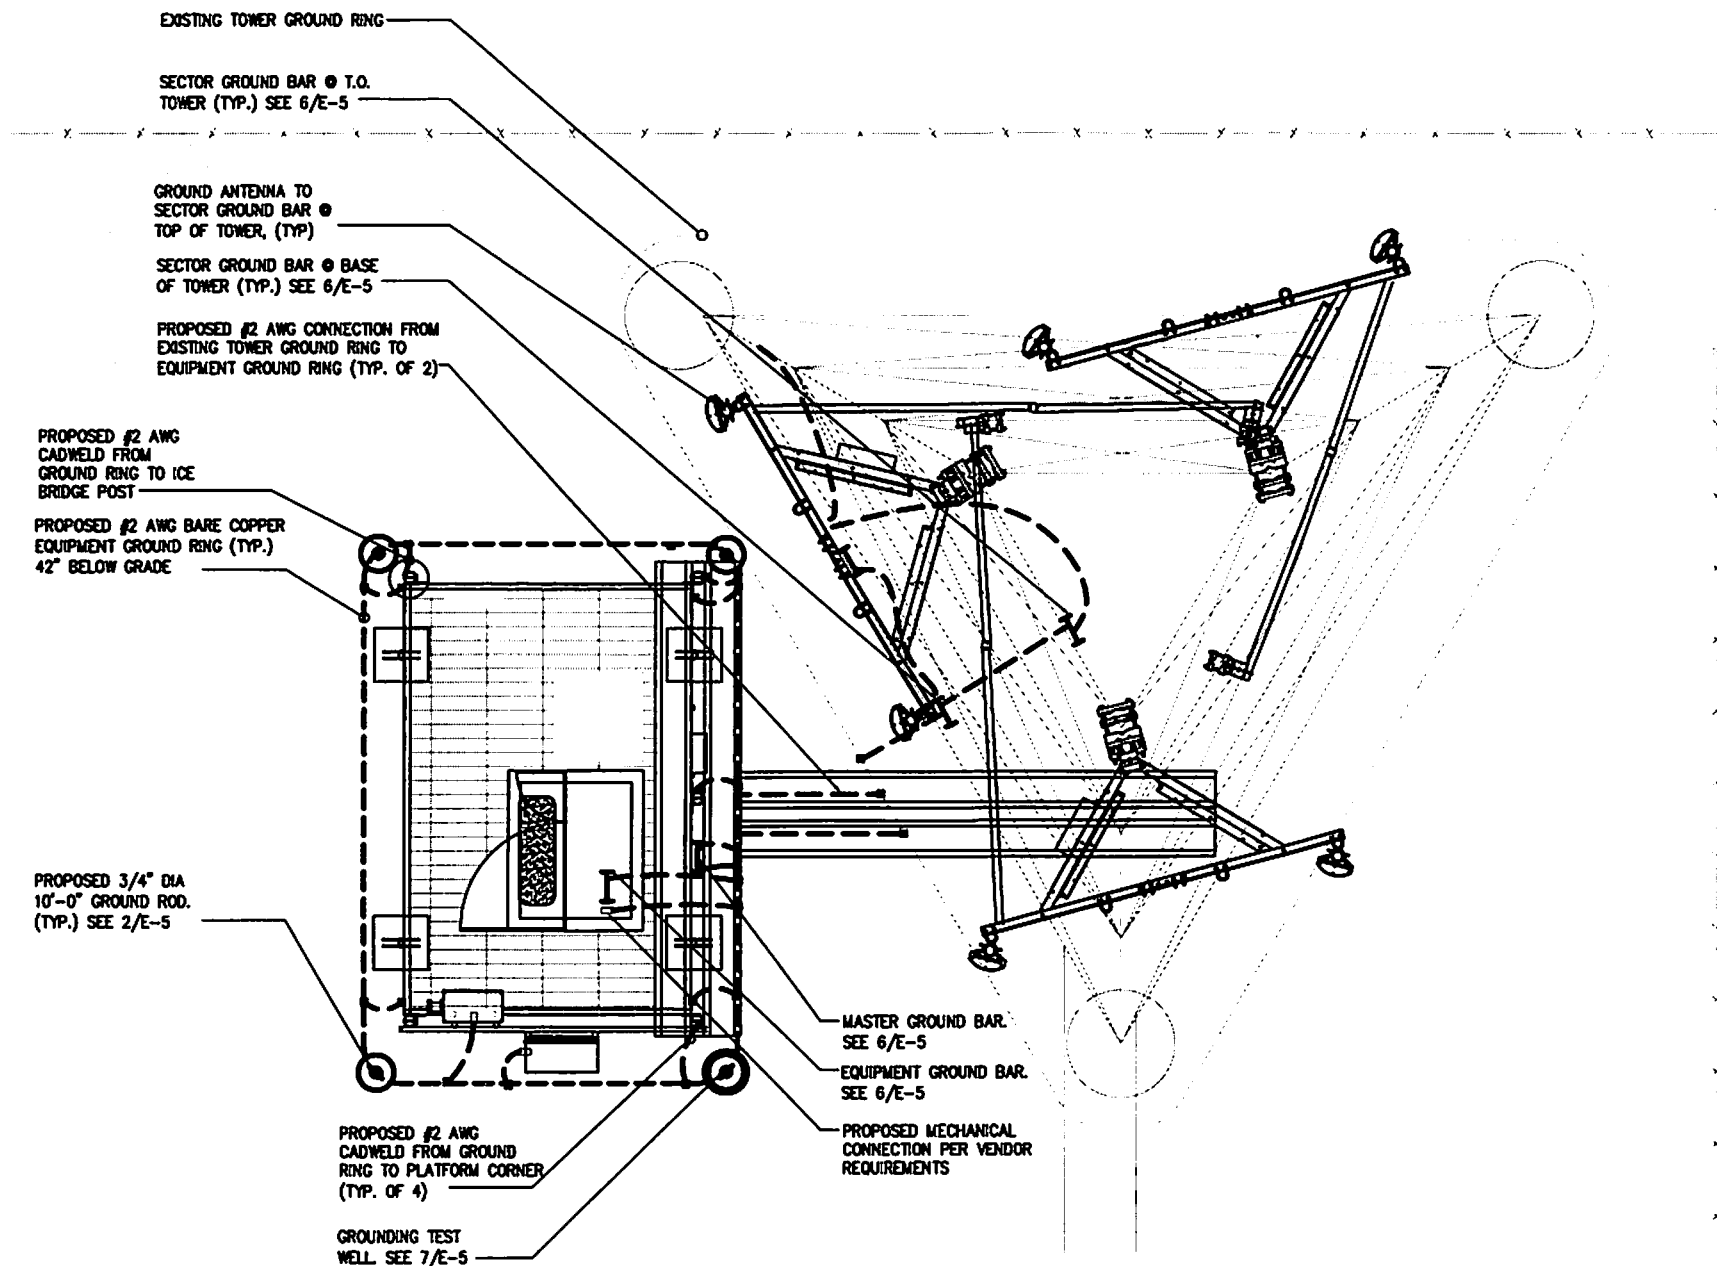 EXISTING TOWER GROUND RING
SECTOR GROUND BAR @ T.O.
TOWER (TYP.) SEE 6/E-5
GROUND ANTENNA TO
SECTOR GROUND BAR @
TOP OF TOWER, (TYP)
SECTOR GROUND BAR @ BASE
OF TOWER (TYP.) SEE 6/E-5
PROPOSED #2 AWG CONNECTION FROM
EXISTING TOWER GROUND RING TO
EQUIPMENT GROUND RING (TYP. OF 2)
PROPOSED #2 AWG
CADWELD FROM
GROUND RING TO ICE
BRIDGE POST
PROPOSED #2 AWG BARE COPPER
EQUIPMENT GROUND RING (TYP.)
42" BELOW GRADE
PROPOSED 3/4" DIA
10'-0" GROUND ROD.
(TYP.) SEE 2/E-5
MASTER GROUND BAR.
SEE 6/E-5
EQUIPMENT GROUND BAR.
SEE 6/E-5
PROPOSED MECHANICAL
CONNECTION PER VENDOR
REQUIREMENTS
PROPOSED #2 AWG
CADWELD FROM GROUND
RING TO PLATFORM CORNER
(TYP. OF 4)
GROUNDING TEST
WELL. SEE 7/E-5